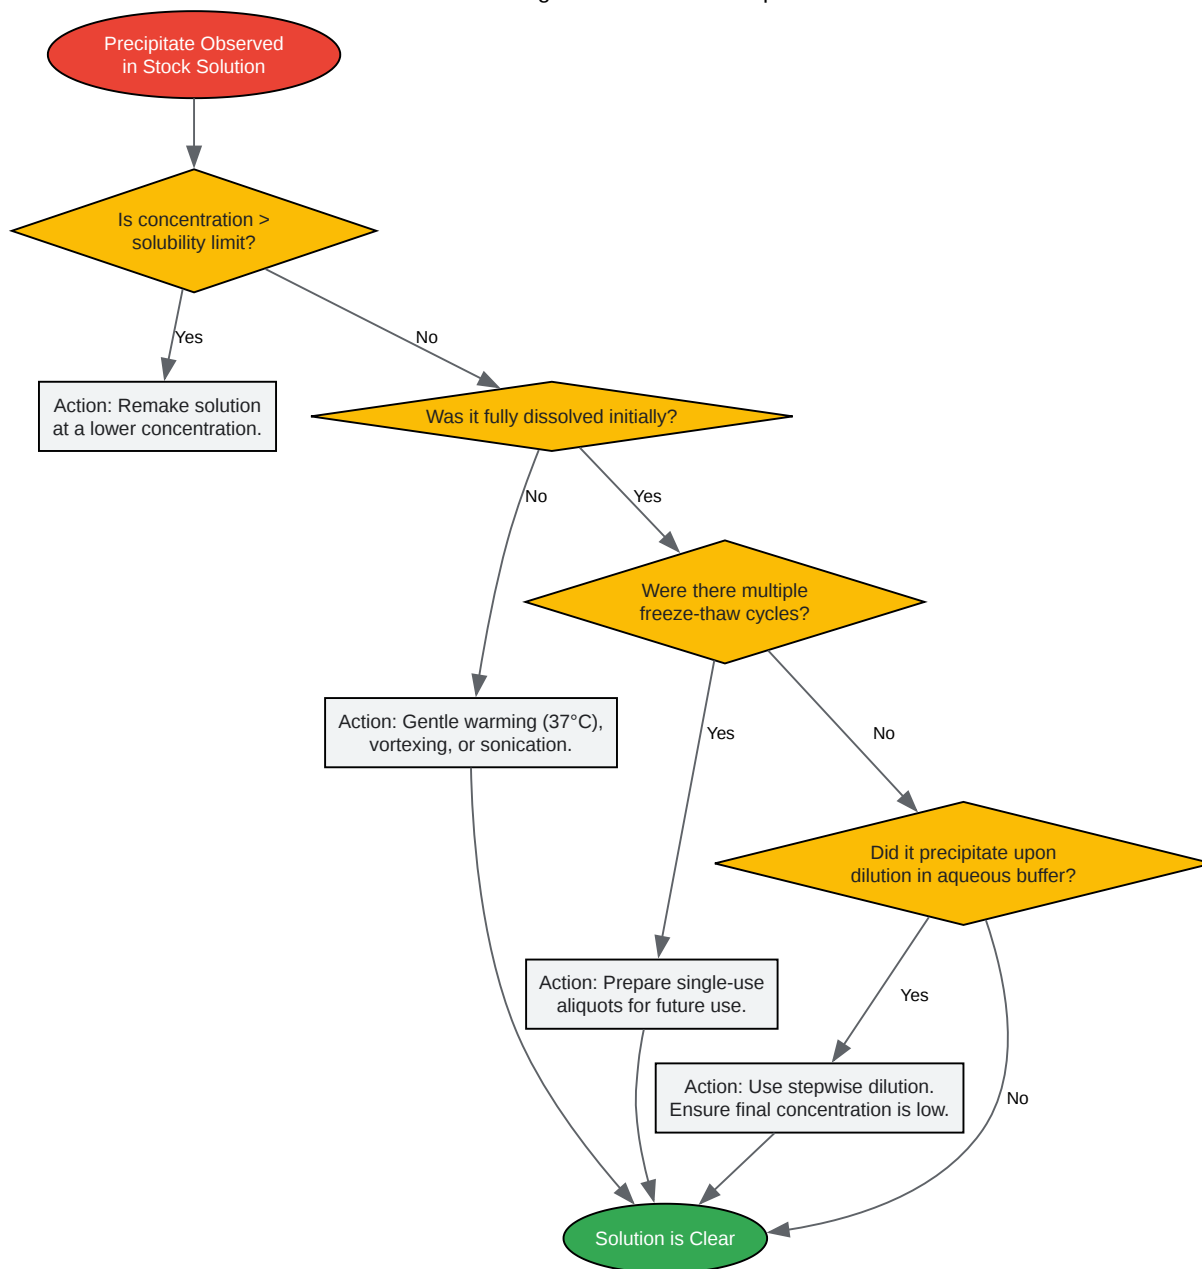 Precipitate Observed
in Stock Solution
Is concentration >
solubility limit?
Yes
No
Action: Remake solution
at a lower concentration.
Was it fully dissolved initially?
No
Yes
Were there multiple
freeze-thaw cycles?
Action: Gentle warming (37°C),
vortexing, or sonication.
Yes
No
Did it precipitate upon
dilution in aqueous buffer?
Action: Prepare single-use
aliquots for future use.
Yes
No
Action: Use stepwise dilution.
Ensure final concentration is low.
Solution is Clear